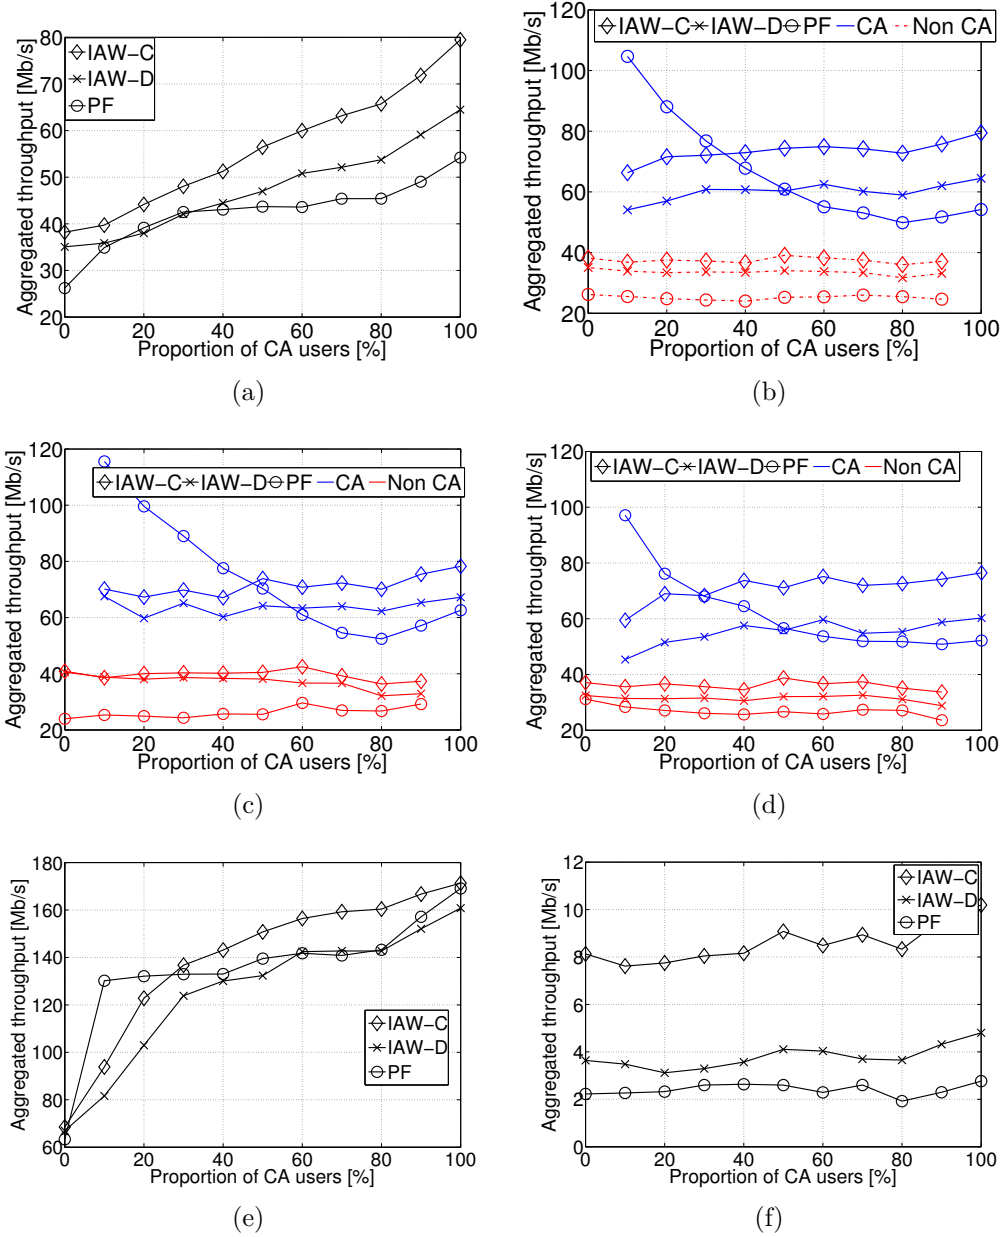 Aggregated throughput [Mb/s]
80
70
60
50
40
30
20
IAW-C
IAW-D
PF
0 20 40 60 80 100
Proportion of CA users [%]
(a)
Aggregated throughput [Mb/s]
120
100
80
60
40
20
IAW-C IAW-D PF CA Non CA
0 20 40 60 80 100
Proportion of CA users [%]
(b)
Aggregated throughput [Mb/s]
120
100
80
60
40
20
IAW-C IAW-D PF CA Non CA
0 20 40 60 80 100
Proportion of CA users [%]
(c)
Aggregated throughput [Mb/s]
120
100
80
60
40
20
IAW-C IAW-D PF CA Non CA
0 20 40 60 80 100
Proportion of CA users [%]
(d)
Aggregated throughput [Mb/s]
180
160
140
120
100
80
60
IAW-C
IAW-D
PF
0 20 40 60 80 100
Proportion of CA users [%]
(e)
Aggregated throughput [Mb/s]
12
10
8
6
4
2
0
IAW-C
IAW-D
PF
0 20 40 60 80 100
Proportion of CA users [%]
(f)